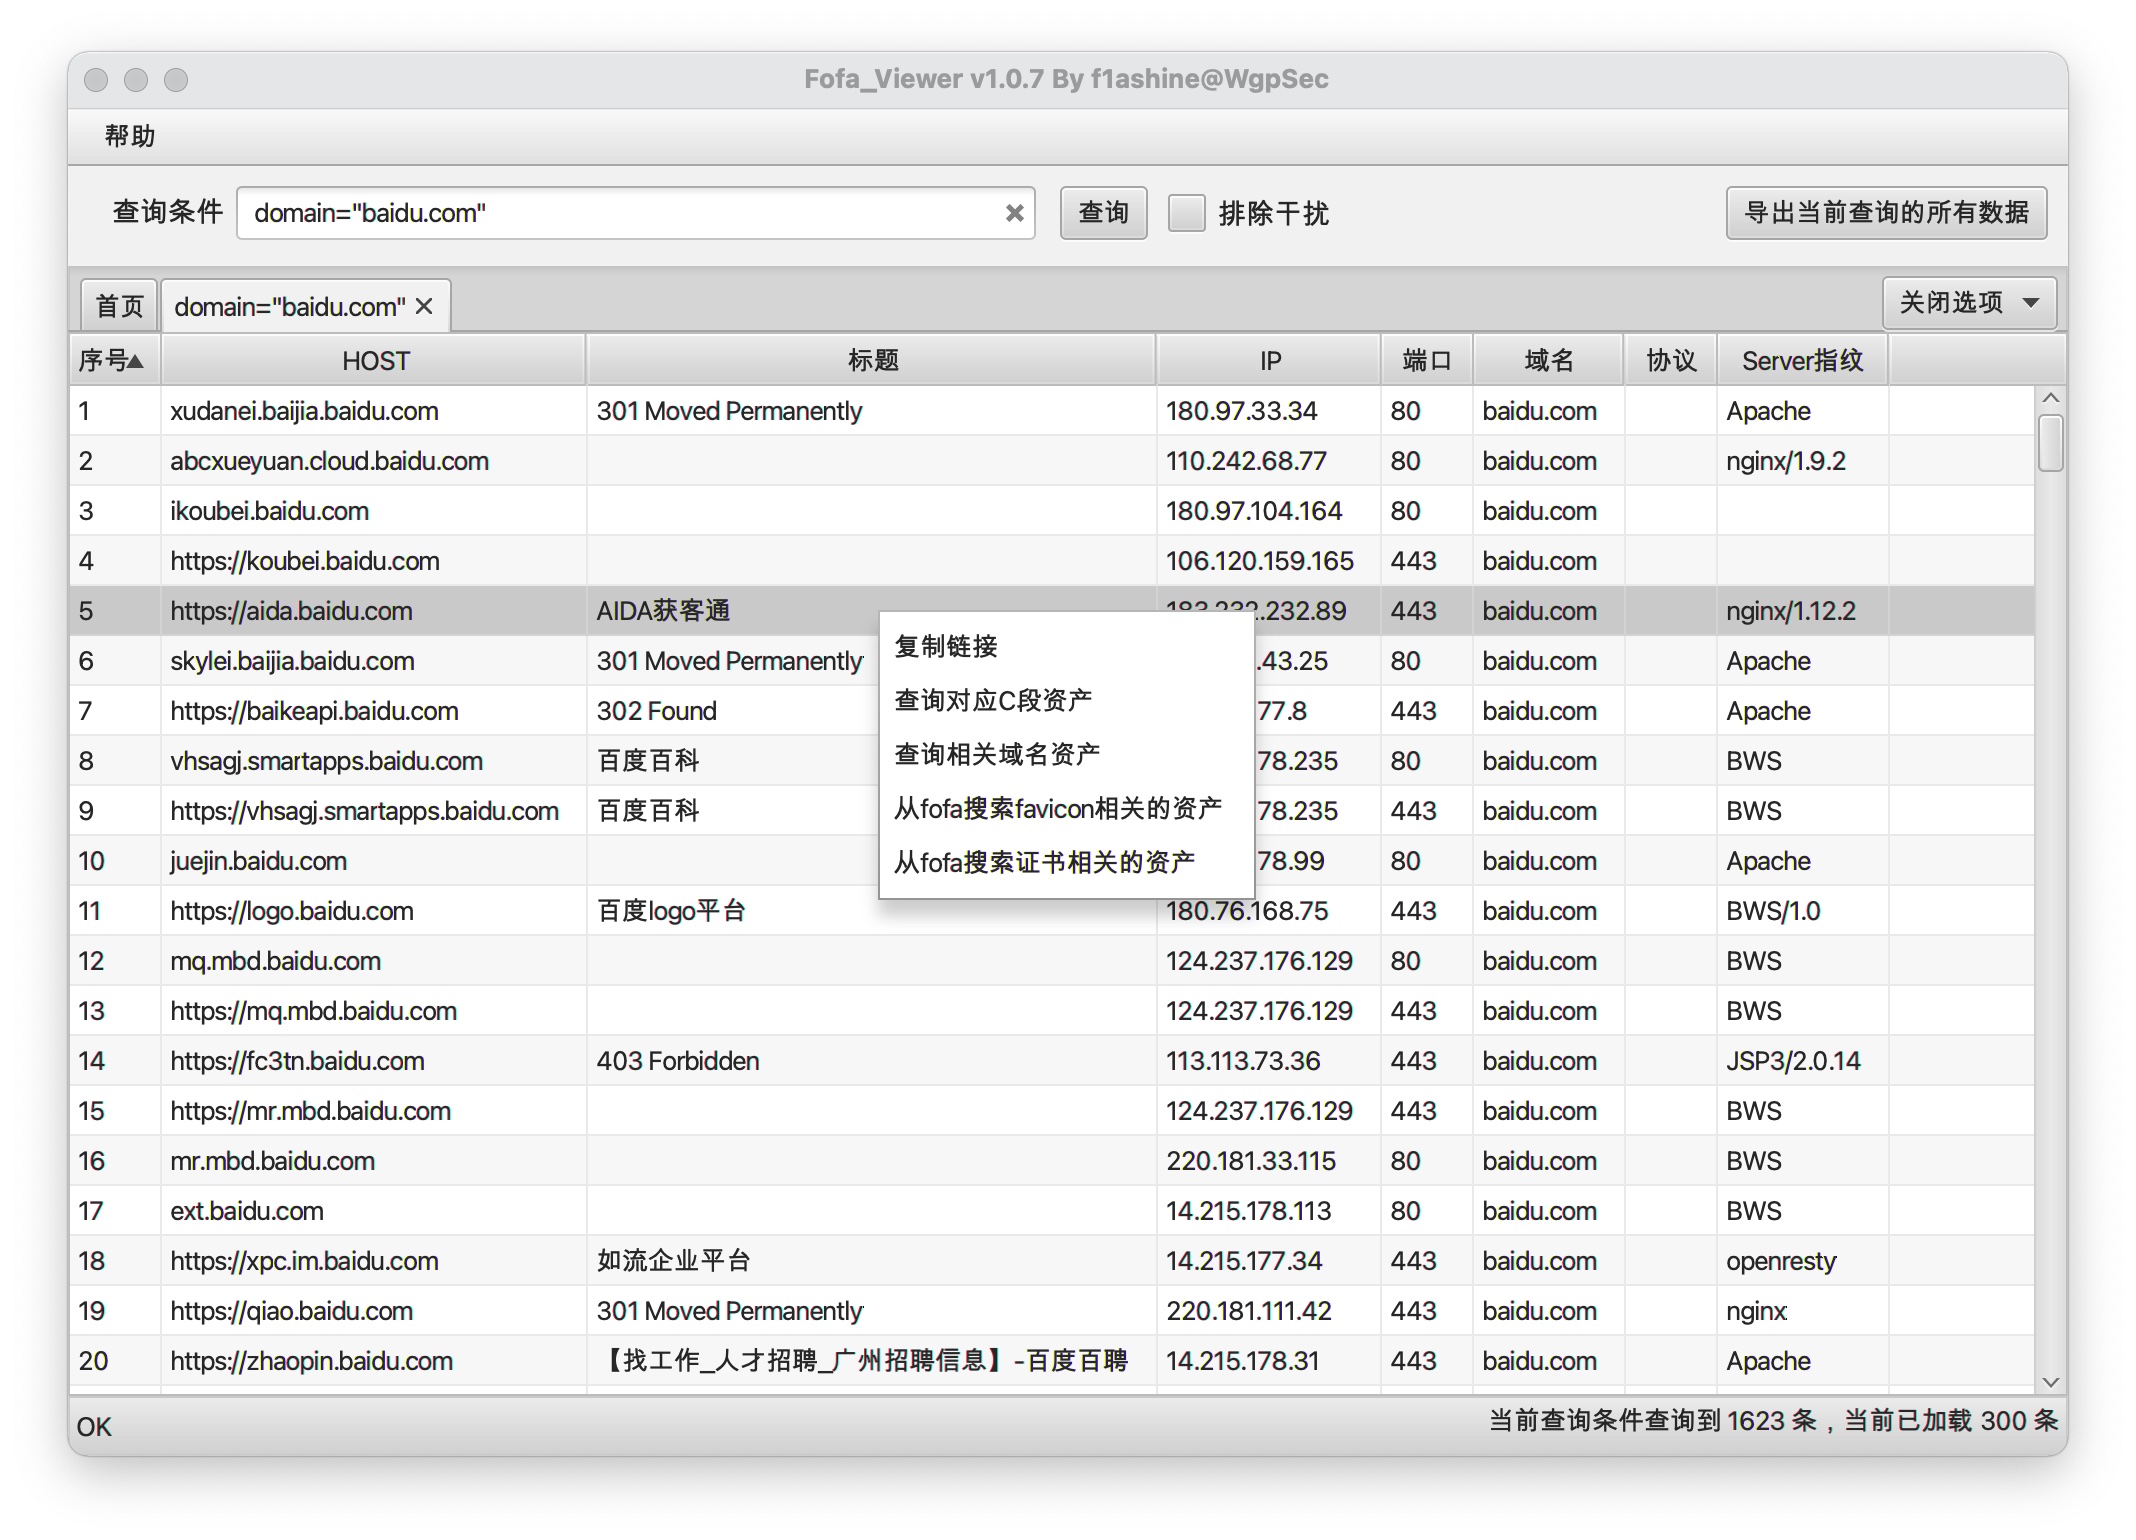 Fofa_Viewer v1.0.7 By f1ashine@WgpSec
帮助
查询条件 domain="baidu.com" 查询 排除干扰 导出当前查询的所有数据
首页 domain="baidu.com" 关闭选项
序号 HOST 标题 IP 端口 域名 协议 Server指纹
1 xudanei.baijia.baidu.com 301 Moved Permanently 180.97.33.34 80 baidu.com Apache
2 abcxueyuan.cloud.baidu.com 110.242.68.77 80 baidu.com nginx/1.9.2
3 ikoubei.baidu.com 180.97.104.164 80 baidu.com
4 https://koubei.baidu.com 106.120.159.165 443 baidu.com
5 https://aida.baidu.com AIDA获客通 183.232.232.89 443 baidu.com nginx/1.12.2
6 skylei.baijia.baidu.com 301 Moved Permanently .43.25 80 baidu.com Apache
7 https://baikeapi.baidu.com 302 Found 77.8 443 baidu.com Apache
8 vhsagj.smartapps.baidu.com 百度百科 78.235 80 baidu.com BWS
9 https://vhsagj.smartapps.baidu.com 百度百科 78.235 443 baidu.com BWS
10 juejin.baidu.com 78.99 80 baidu.com Apache
11 https://logo.baidu.com 百度logo平台 180.76.168.75 443 baidu.com BWS/1.0
12 mq.mbd.baidu.com 124.237.176.129 80 baidu.com BWS
13 https://mq.mbd.baidu.com 124.237.176.129 443 baidu.com BWS
14 https://fc3tn.baidu.com 403 Forbidden 113.113.73.36 443 baidu.com JSP3/2.0.14
15 https://mr.mbd.baidu.com 124.237.176.129 443 baidu.com BWS
16 mr.mbd.baidu.com 220.181.33.115 80 baidu.com BWS
17 ext.baidu.com 14.215.178.113 80 baidu.com BWS
18 https://xpc.im.baidu.com 如流企业平台 14.215.177.34 443 baidu.com openresty
19 https://qiao.baidu.com 301 Moved Permanently 220.181.111.42 443 baidu.com nginx
20 https://zhaopin.baidu.com 【找工作_人才招聘_广州招聘信息】-百度百聘 14.215.178.31 443 baidu.com Apache
复制链接
查询对应C段资产
查询相关域名资产
从fofa搜索favicon相关的资产
从fofa搜索证书相关的资产
OK 当前查询条件查询到 1623 条，当前已加载 300 条